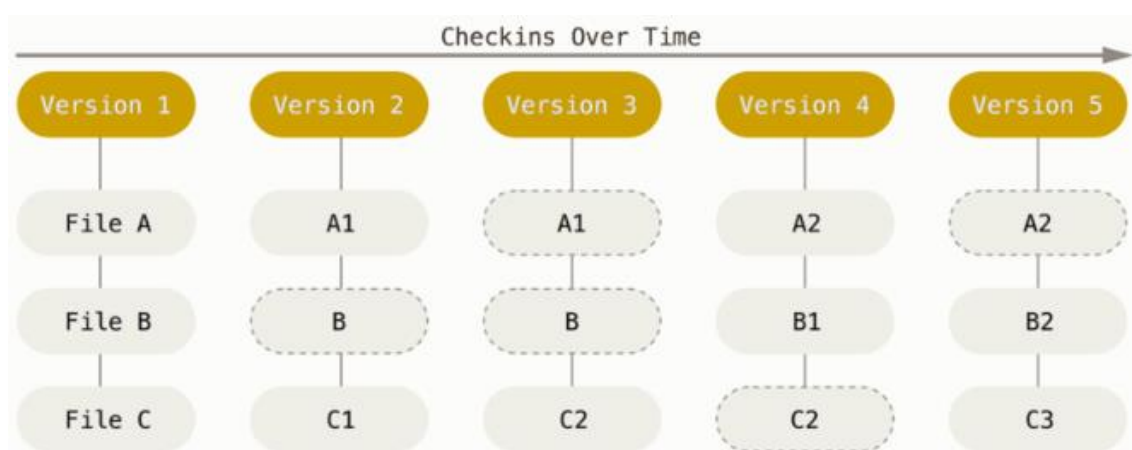 Checkins Over Time
Version 1 Version 2 Version 3 Version 4 Version 5
File A A1 A1 A2 A2
File B B B B1 B2
File C C1 C2 C2 C3